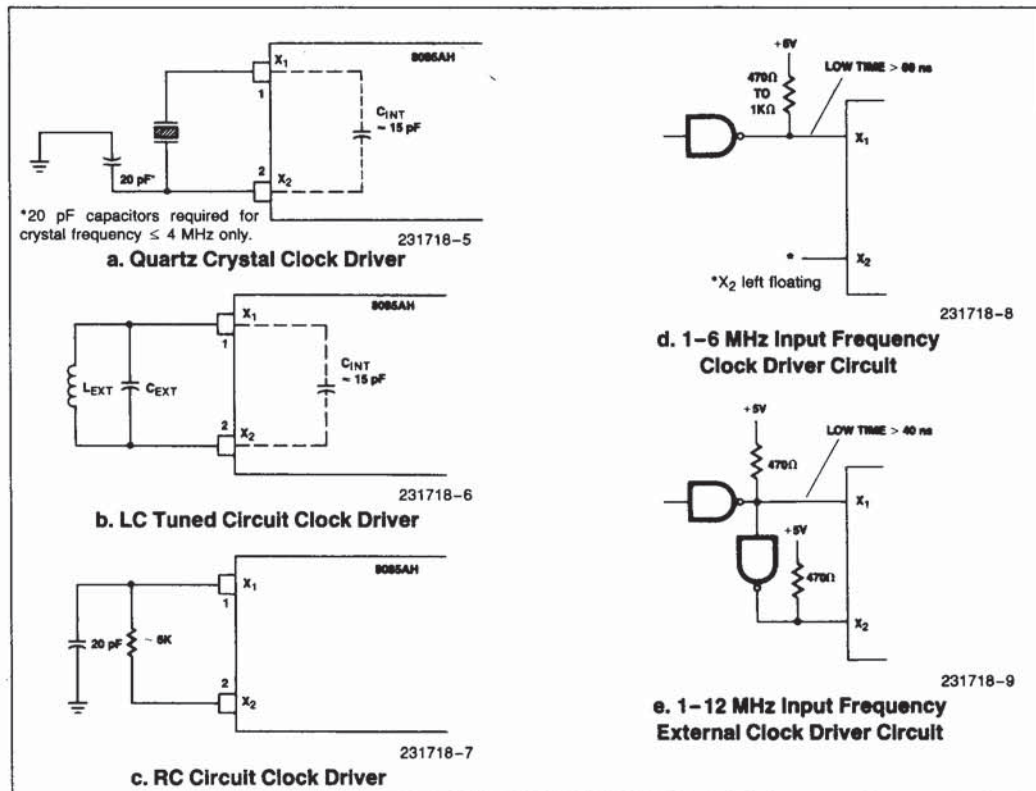 8085AH
X1
1
CINT
~ 15 pF
20 pF*
2
X2
*20 pF capacitors required for
crystal frequency ≤ 4 MHz only.
231718-5
a. Quartz Crystal Clock Driver
8085AH
X1
1
CINT
~ 15 pF
LEXT
CEXT
2
X2
231718-6
b. LC Tuned Circuit Clock Driver
8085AH
X1
1
20 pF
~ 5K
2
X2
231718-7
c. RC Circuit Clock Driver
+5V
470Ω
TO
1KΩ
LOW TIME >
ns
X1
*
X2
*X2 left floating
231718-8
d. 1–6 MHz Input Frequency
Clock Driver Circuit
+5V
470Ω
LOW TIME > 40 ns
X1
+5V
470Ω
X2
231718-9
e. 1–12 MHz Input Frequency
External Clock Driver Circuit